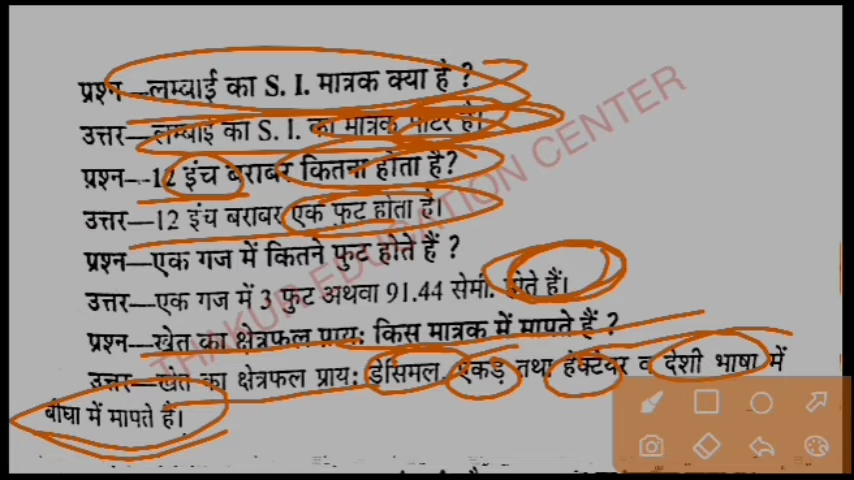 प्रश्न—लम्बाई का S. I. मात्रक क्या है ?
उत्तर—लम्बाई का S. I. का मात्रक मीटर है।
प्रश्न—12 इंच बराबर कितना होता है?
उत्तर—12 इंच बराबर एक फुट होता है।
प्रश्न—एक गज में कितने फुट होते हैं ?
उत्तर—एक गज में 3 फुट अथवा 91.44 सेमी. होते हैं।
प्रश्न—खेत का क्षेत्रफल प्राय: किस मात्रक में मापते हैं ?
उत्तर—खेत का क्षेत्रफल प्राय: डेसिमल, एकड़ तथा हेक्टेयर व देशी भाषा में
बीघा में मापते हैं।
THAKUR EDUCATION CENTER